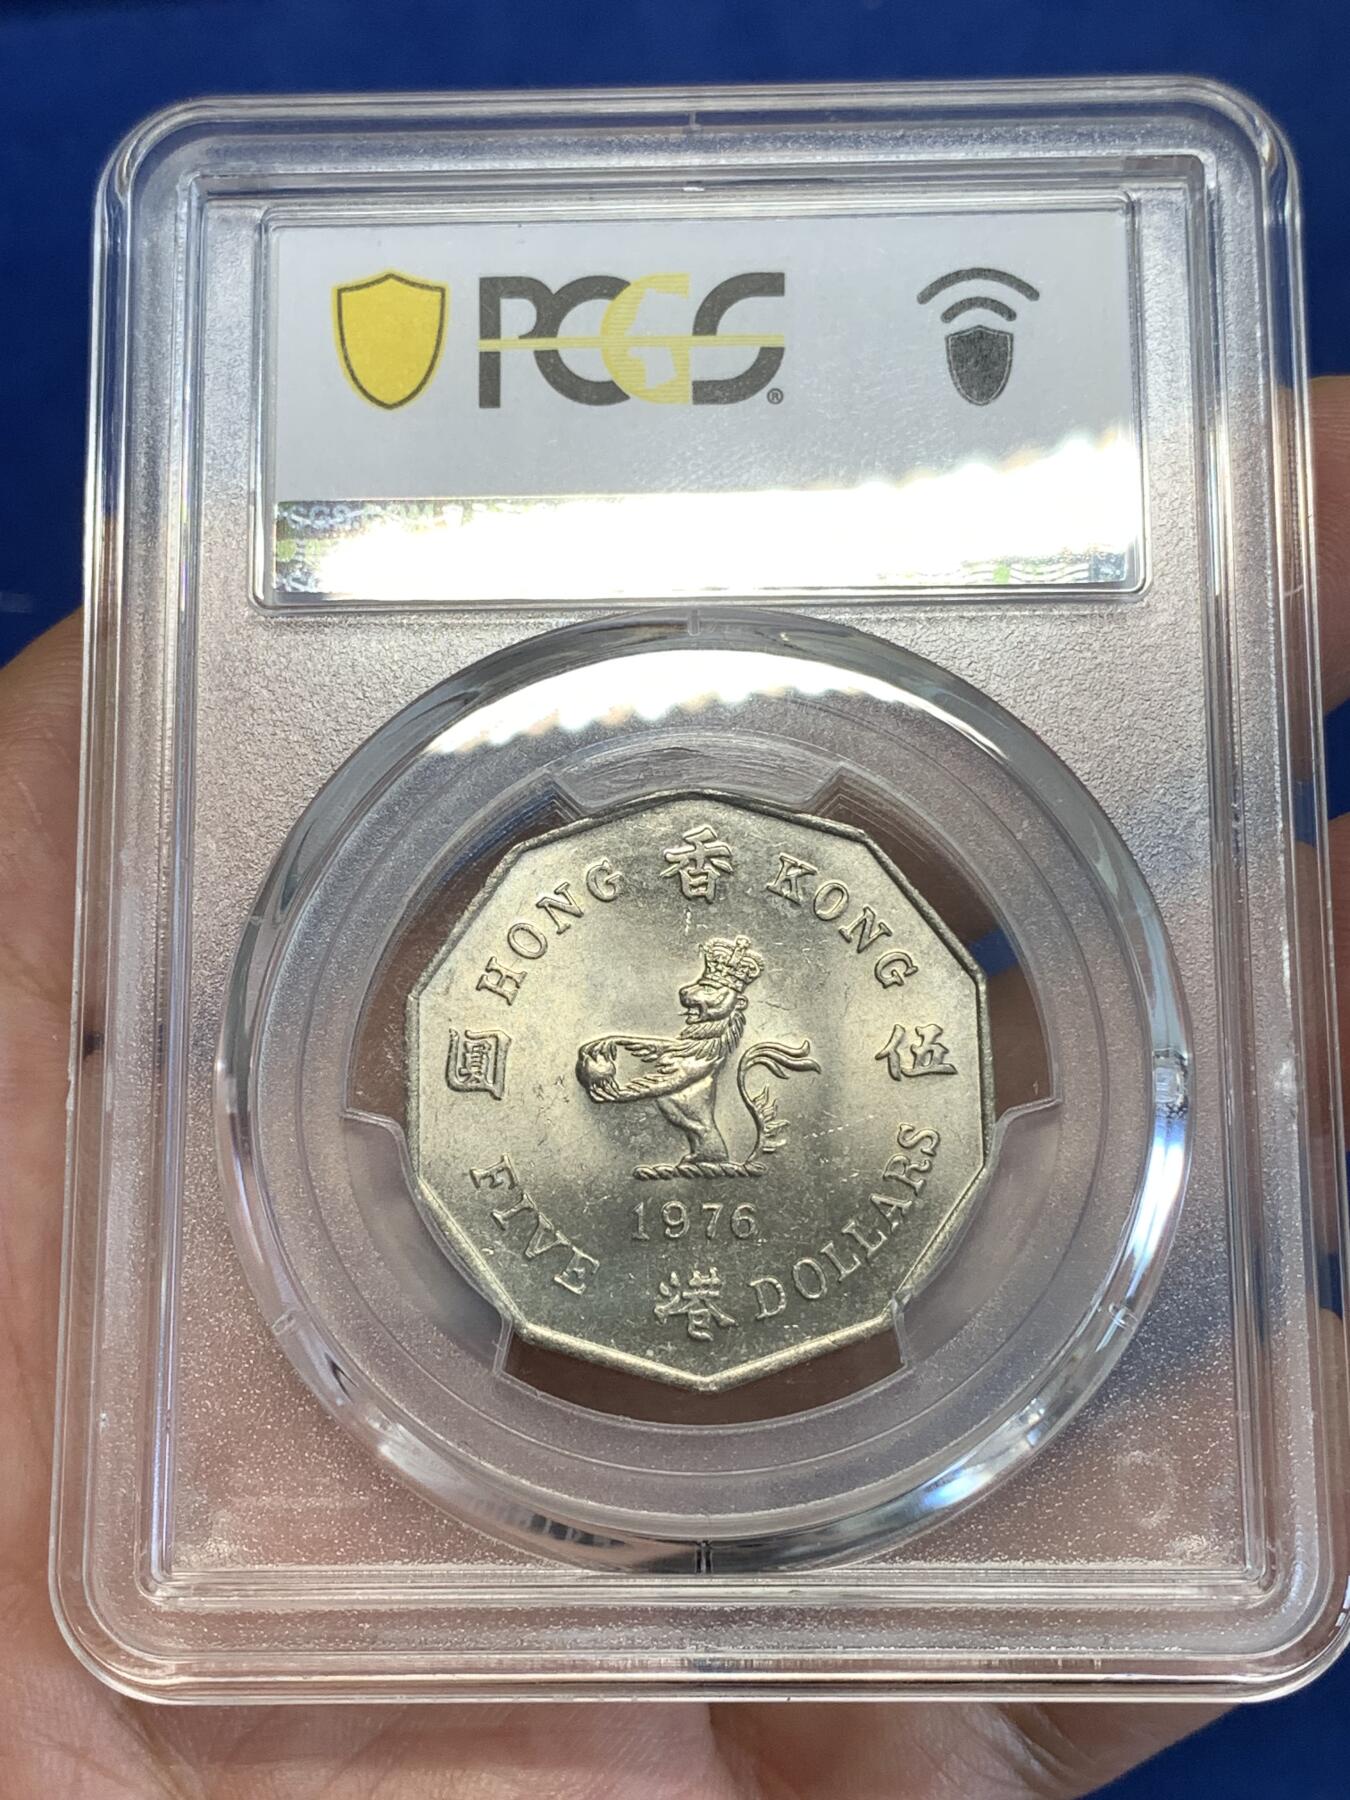 PCGS®
香
HONG KONG
圓 伍
1976
FIVE DOLLARS
港